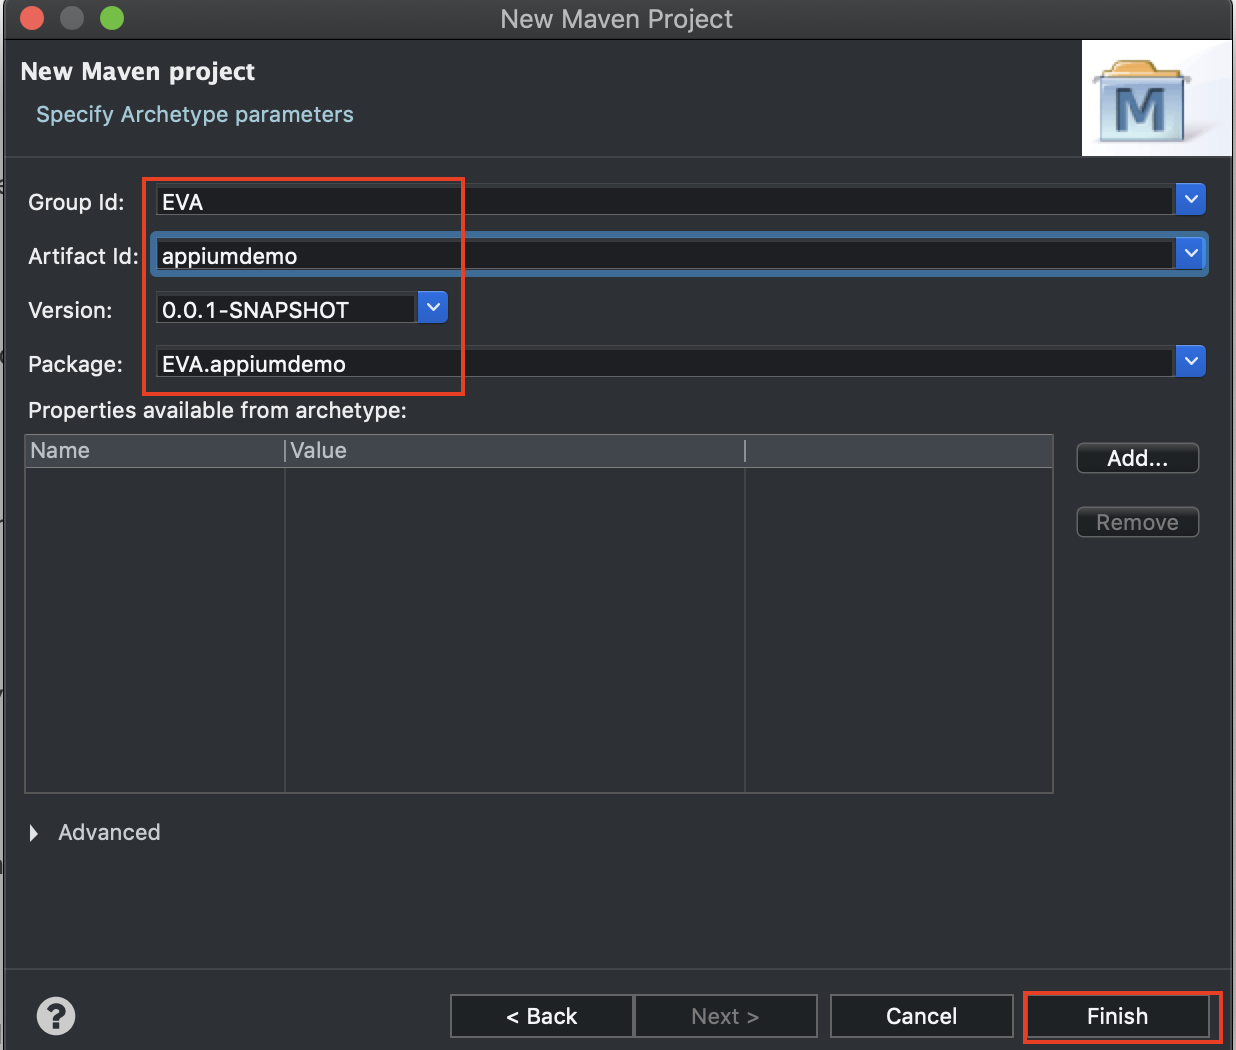 New Maven Project
New Maven project
Specify Archetype parameters
M
Group Id: EVA
Artifact Id: appiumdemo
Version: 0.0.1-SNAPSHOT
Package: EVA.appiumdemo
Properties available from archetype:
Name Value
Add...
Remove
Advanced
? < Back Next > Cancel Finish